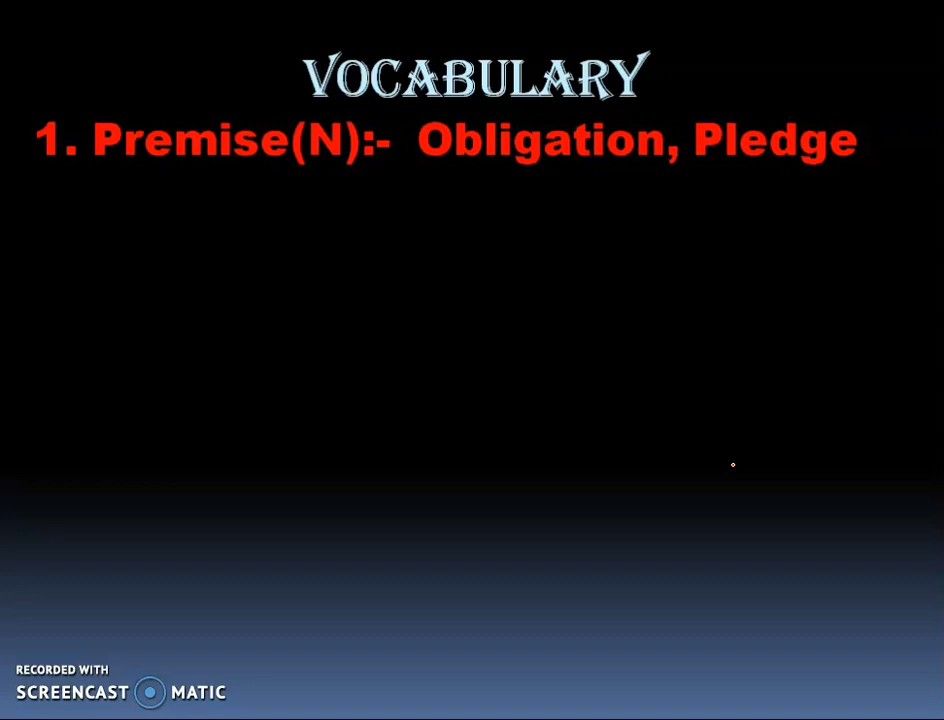 VOCABULARY
1. Premise(N):- Obligation, Pledge
RECORDED WITH
SCREENCAST MATIC